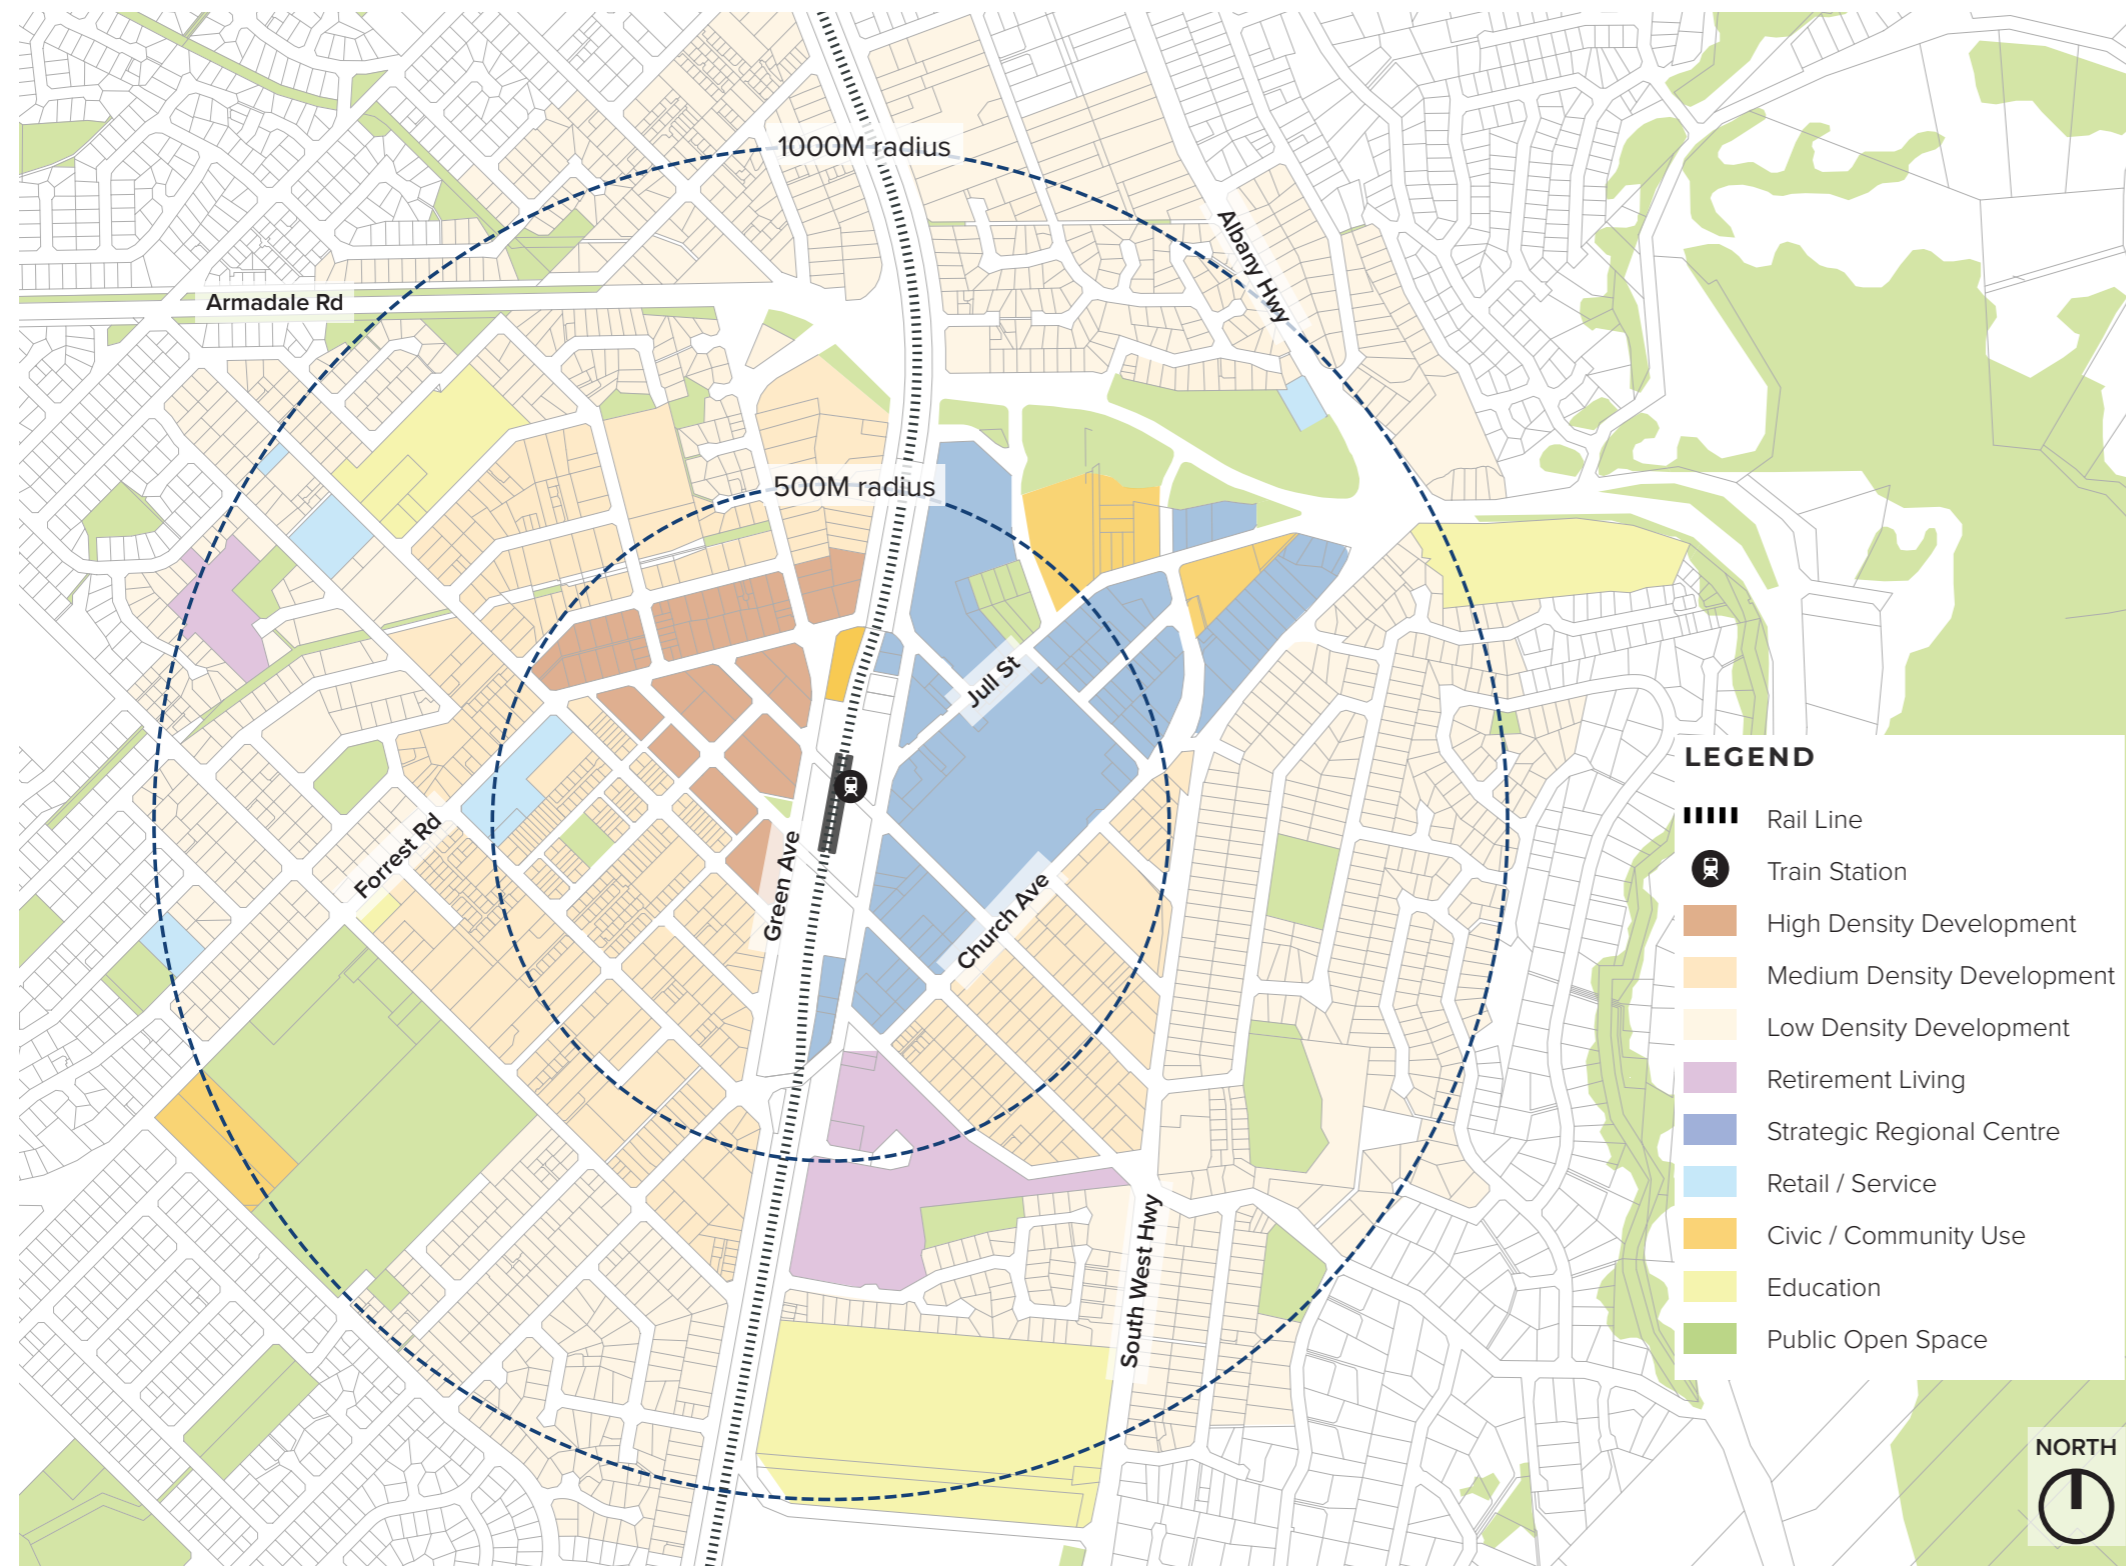 1000M radius
Albany Hwy
Armadale Rd
500M radius
Jull St
Forrest Rd
Green Ave
Church Ave
South West Hwy
LEGEND
Rail Line
Train Station
High Density Development
Medium Density Development
Low Density Development
Retirement Living
Strategic Regional Centre
Retail / Service
Civic / Community Use
Education
Public Open Space
NORTH